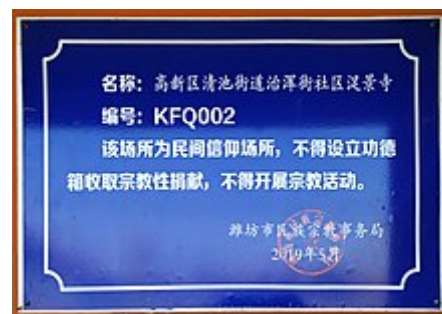 名称：高新区清池街道治浑街社区浞景寺
编号：KFQ002
该场所为民间信仰场所，不得设立功德
箱收取宗教性捐献，不得开展宗教活动。
潍坊市民族宗教事务局
2019年5月